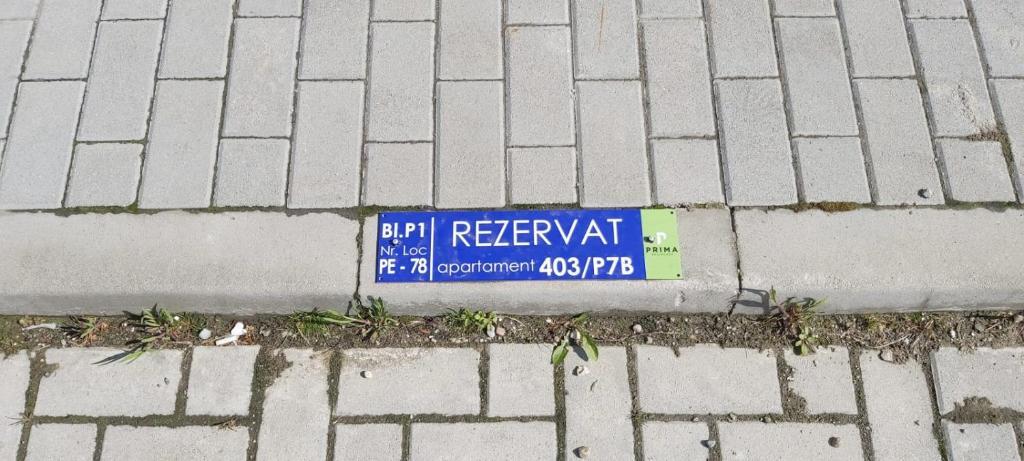 Bl.P1
Nr. Loc
PE - 78
REZERVAT
apartament 403/P7B
PRIMA